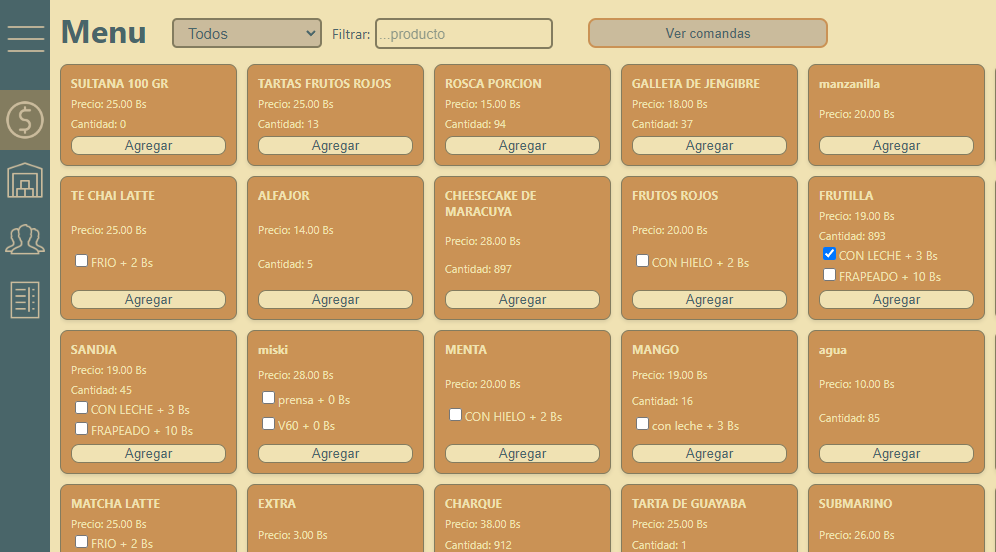 Menu
Todos
Filtrar:
...producto
Ver comandas
SULTANA 100 GR
Precio: 25.00 Bs
Cantidad: 0
Agregar
TARTAS FRUTOS ROJOS
Precio: 25.00 Bs
Cantidad: 13
Agregar
ROSCA PORCION
Precio: 15.00 Bs
Cantidad: 94
Agregar
GALLETA DE JENGIBRE
Precio: 18.00 Bs
Cantidad: 37
Agregar
manzanilla
Precio: 20.00 Bs
Agregar
TE CHAI LATTE
Precio: 25.00 Bs
FRIO + 2 Bs
Agregar
ALFAJOR
Precio: 14.00 Bs
Cantidad: 5
Agregar
CHEESECAKE DE
MARACUYA
Precio: 28.00 Bs
Cantidad: 897
Agregar
FRUTOS ROJOS
Precio: 20.00 Bs
CON HIELO + 2 Bs
Agregar
FRUTILLA
Precio: 19.00 Bs
Cantidad: 893
CON LECHE + 3 Bs
FRAPEADO + 10 Bs
Agregar
SANDIA
Precio: 19.00 Bs
Cantidad: 45
CON LECHE + 3 Bs
FRAPEADO + 10 Bs
Agregar
miski
Precio: 28.00 Bs
prensa + 0 Bs
V60 + 0 Bs
Agregar
MENTA
Precio: 20.00 Bs
CON HIELO + 2 Bs
Agregar
MANGO
Precio: 19.00 Bs
Cantidad: 16
con leche + 3 Bs
Agregar
agua
Precio: 10.00 Bs
Cantidad: 85
Agregar
MATCHA LATTE
Precio: 25.00 Bs
FRIO + 2 Bs
EXTRA
Precio: 3.00 Bs
CHARQUE
Precio: 38.00 Bs
Cantidad: 912
TARTA DE GUAYABA
Precio: 25.00 Bs
Cantidad: 1
SUBMARINO
Precio: 26.00 Bs